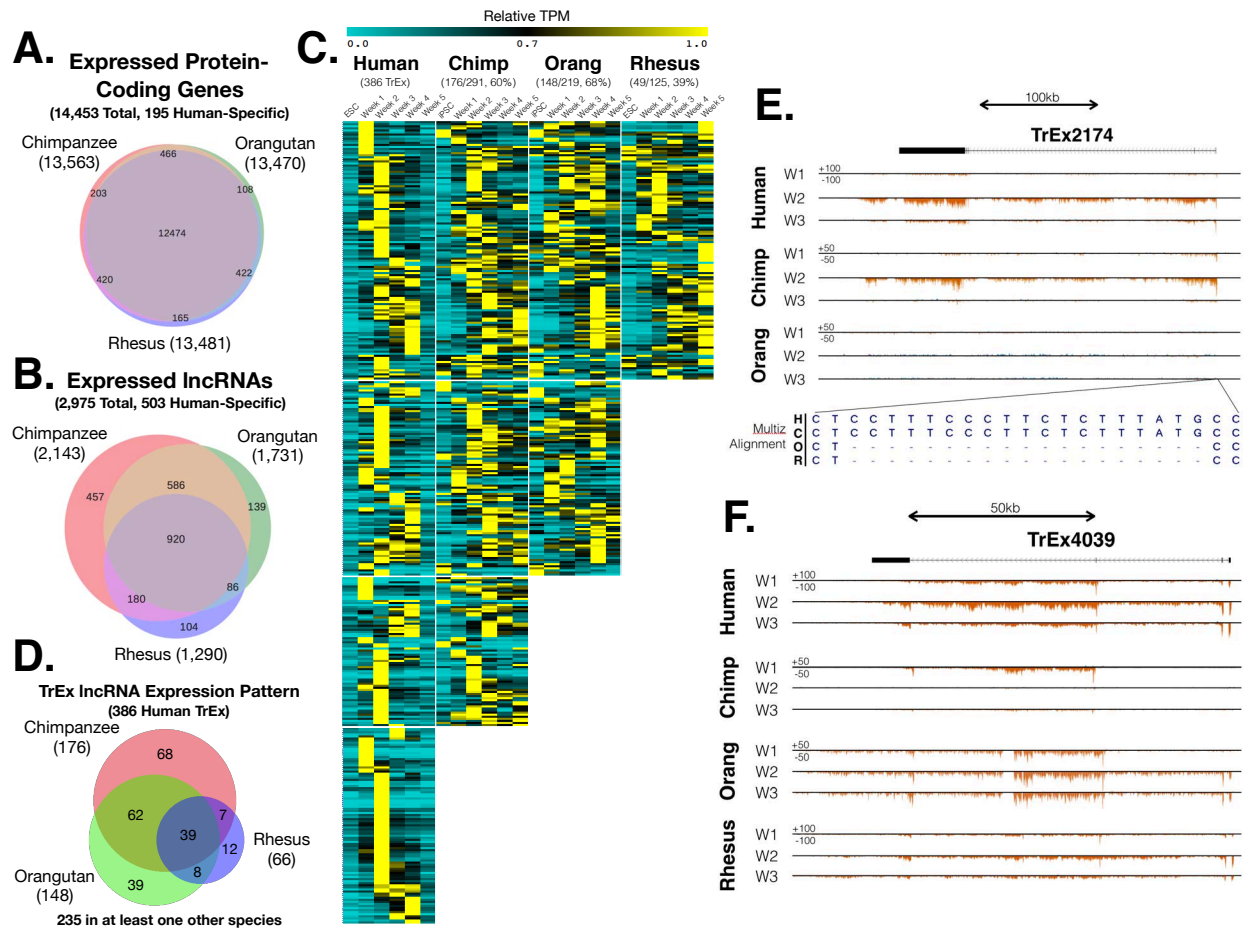 A.
Expressed Protein-
Coding Genes
(14,453 Total, 195 Human-Specific)
Chimpanzee
(13,563)
Orangutan
(13,470)
466
203
108
12474
420
422
165
Rhesus (13,481)
B.
Expressed lncRNAs
(2,975 Total, 503 Human-Specific)
Chimpanzee
(2,143)
Orangutan
(1,731)
586
457
139
920
180
86
104
Rhesus (1,290)
D.
TrEx lncRNA Expression Pattern
(386 Human TrEx)
Chimpanzee
(176)
68
62
7
39
12
8
39
Rhesus
(66)
Orangutan
(148)
235 in at least one other species
C.
Relative TPM
0.0 0.7 1.0
Human Chimp Orang Rhesus
(386 TrEx) (176/291, 60%) (148/219, 68%) (49/125, 39%)
ESC Week 1 Week 2 Week 3 Week 4 Week 5 iPSC Week 1 Week 2 Week 3 Week 4 Week 5 iPSC Week 1 Week 2 Week 3 Week 4 Week 5 ESC Week 1 Week 2 Week 3 Week 4 Week 5
E.
100kb
TrEx2174
Human
W1 +100
-100
W2
W3
Chimp
W1 +50
-50
W2
W3
Orang
W1 +50
-50
W2
W3
Multiz
Alignment
H C T C C T T T C C C T T C T C T T T A T G C C
C C T C C T T T C C C T T C T C T T T A T G C C
O C T - - - - - - - - - - - - - - - - - - - C C
R C T - - - - - - - - - - - - - - - - - - - C C
F.
50kb
TrEx4039
Human
W1 +100
-100
W2
W3
Chimp
W1 +50
-50
W2
W3
Orang
W1 +50
-50
W2
W3
Rhesus
W1 +100
-100
W2
W3